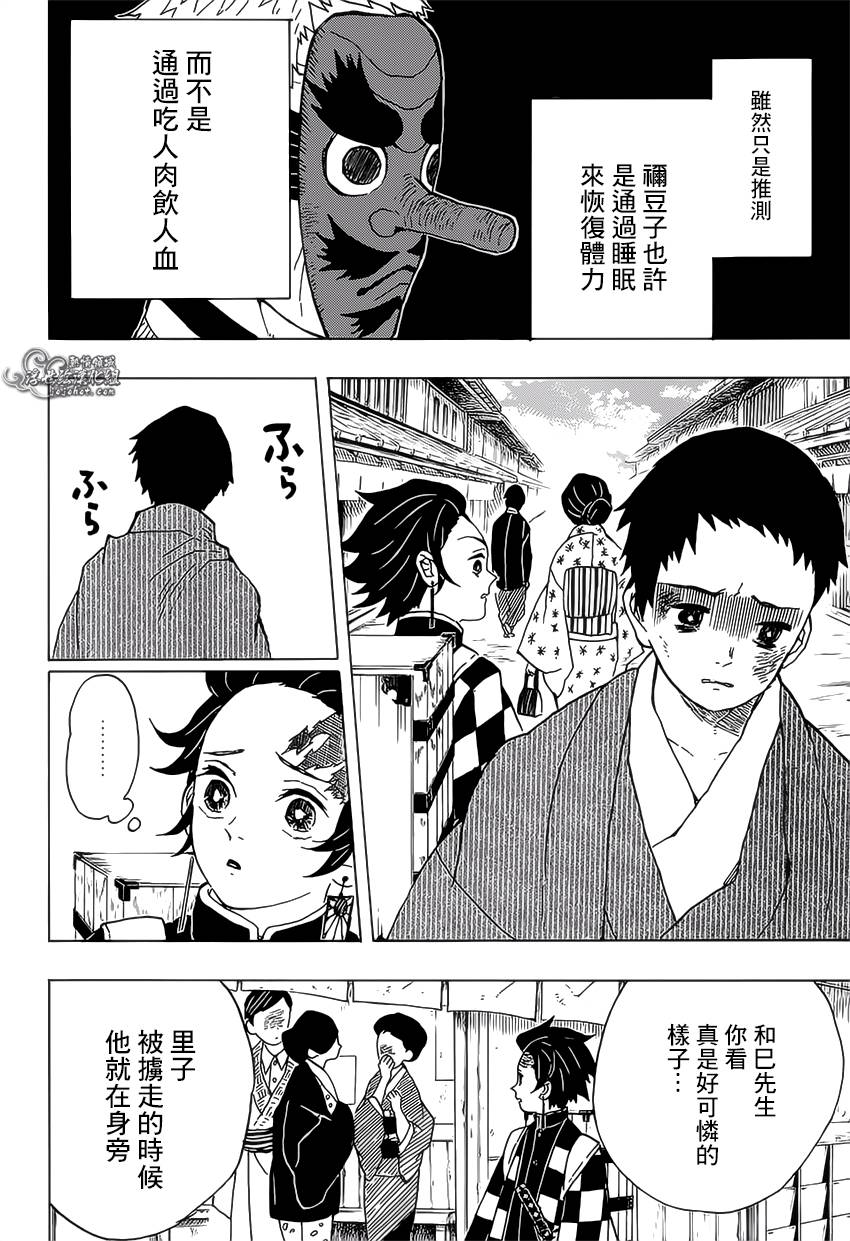 雖然只是推測
禰豆子也許
是通過睡眠
來恢復體力
而不是
通過吃人肉飲人血
ふら
ふら
………
和巳先生
你看
真是好可憐的
樣子…
里子
被擄走的時候
他就在身旁